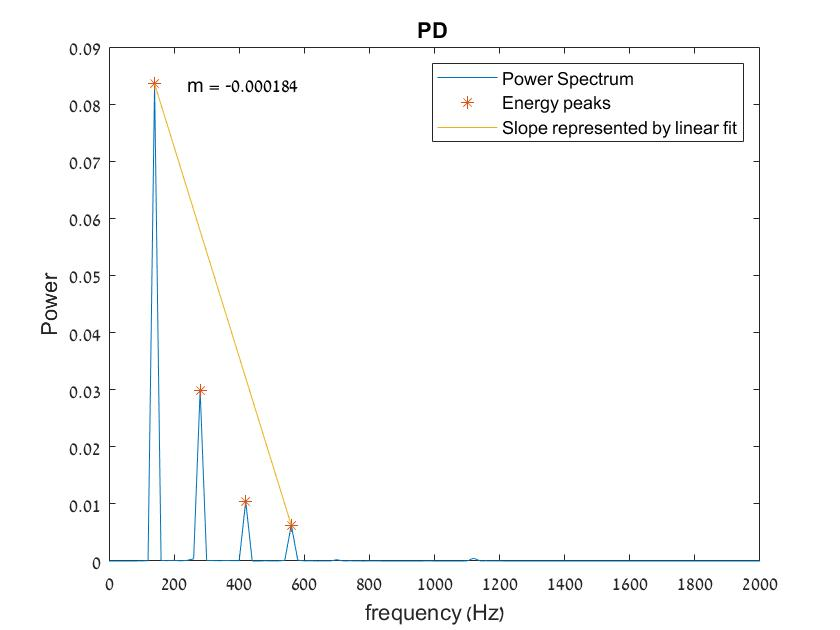 PD
0.09
0.08
0.07
0.06
0.05
0.04
0.03
0.02
0.01
0
Power
m = -0.000184
Power Spectrum
Energy peaks
Slope represented by linear fit
0 200 400 600 800 1000 1200 1400 1600 1800 2000
frequency (Hz)